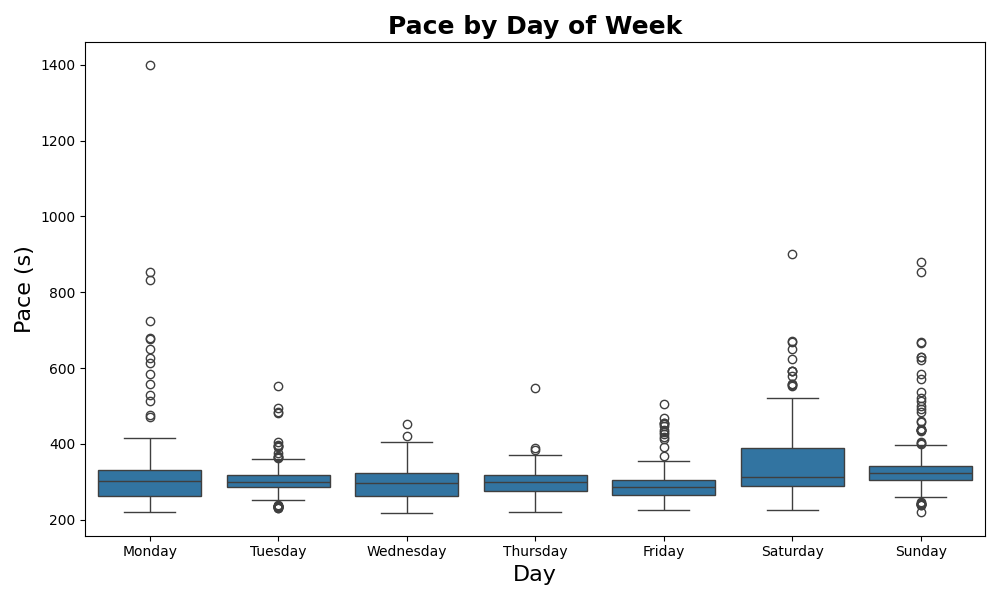 Pace by Day of Week
Pace (s)
1400
1200
1000
800
600
400
200
Monday Tuesday Wednesday Thursday Friday Saturday Sunday
Day